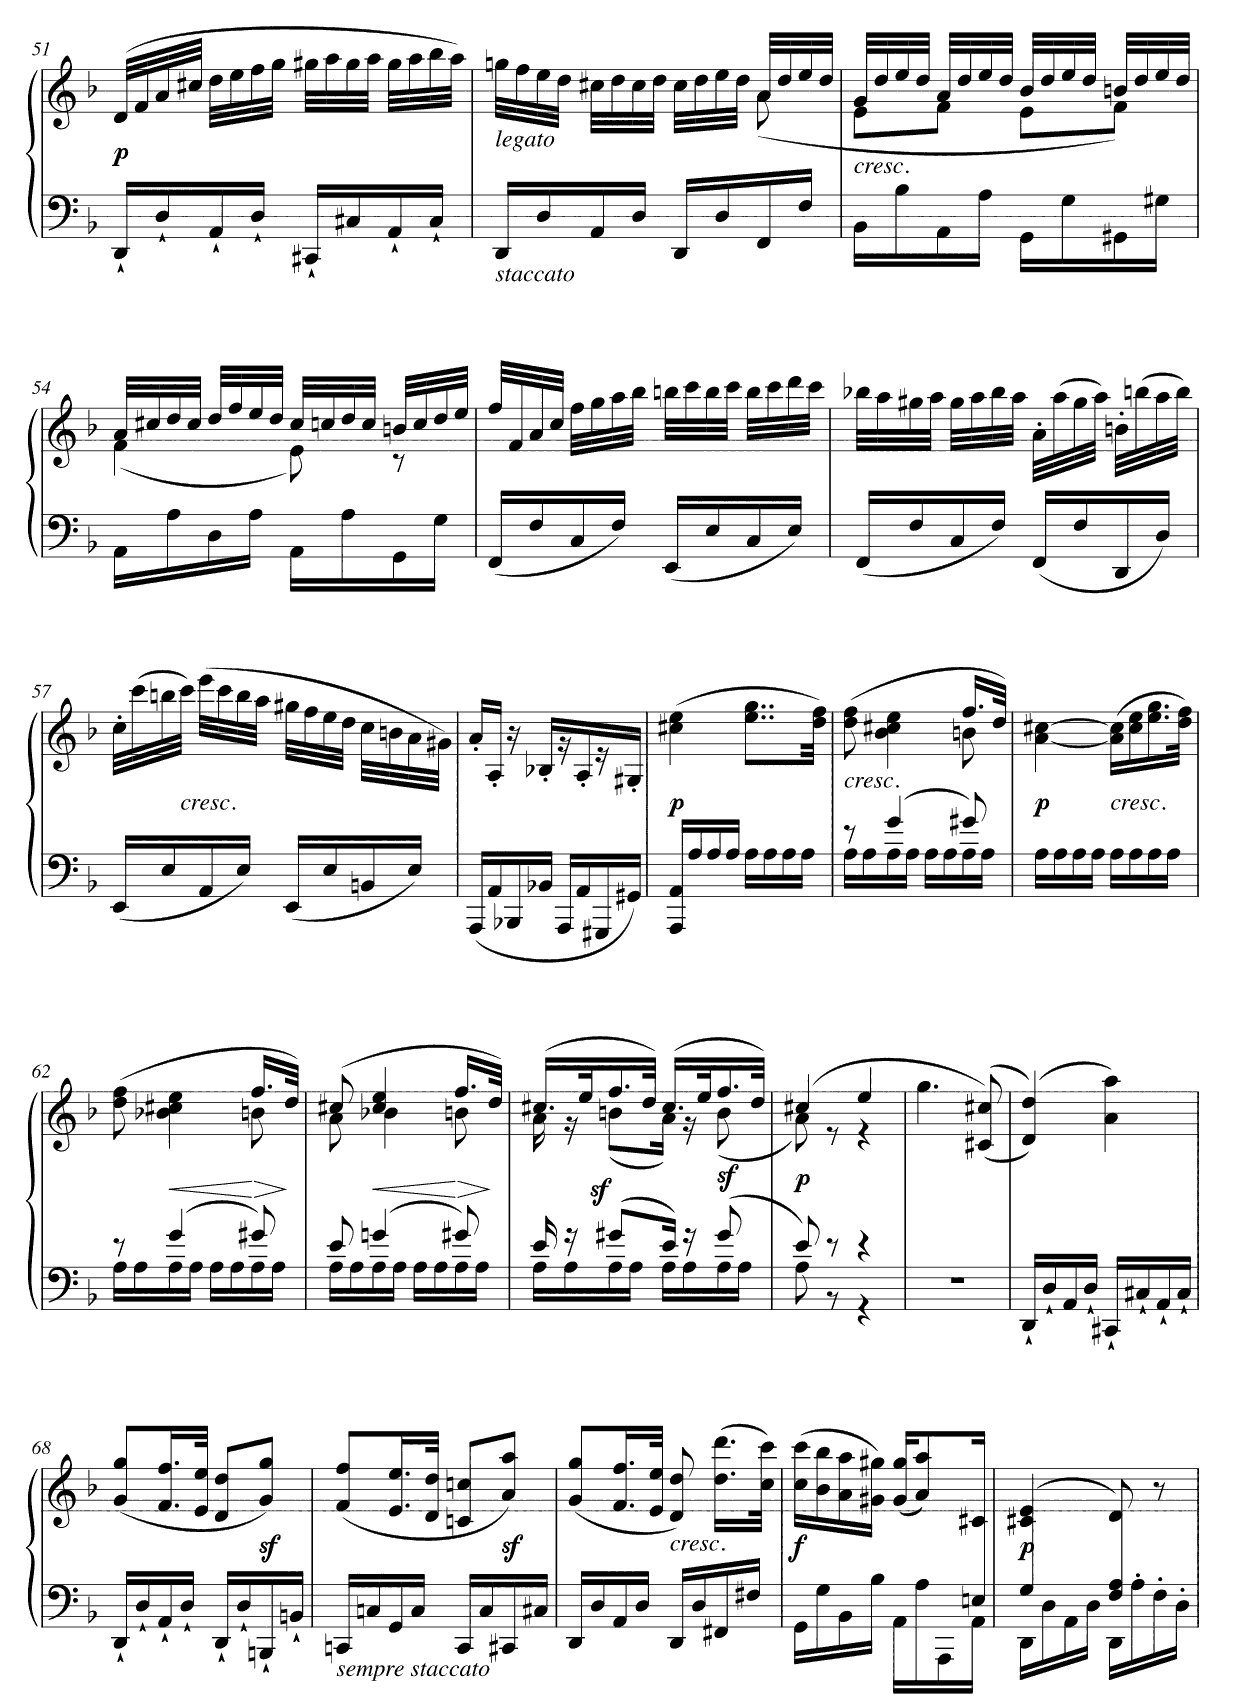 51
p
legato
staccato
cresc.
54
57
cresc.
p
cresc.
p
cresc.
62
sf
sf
p
68
sf
sempre staccato
sf
cresc.
f
p